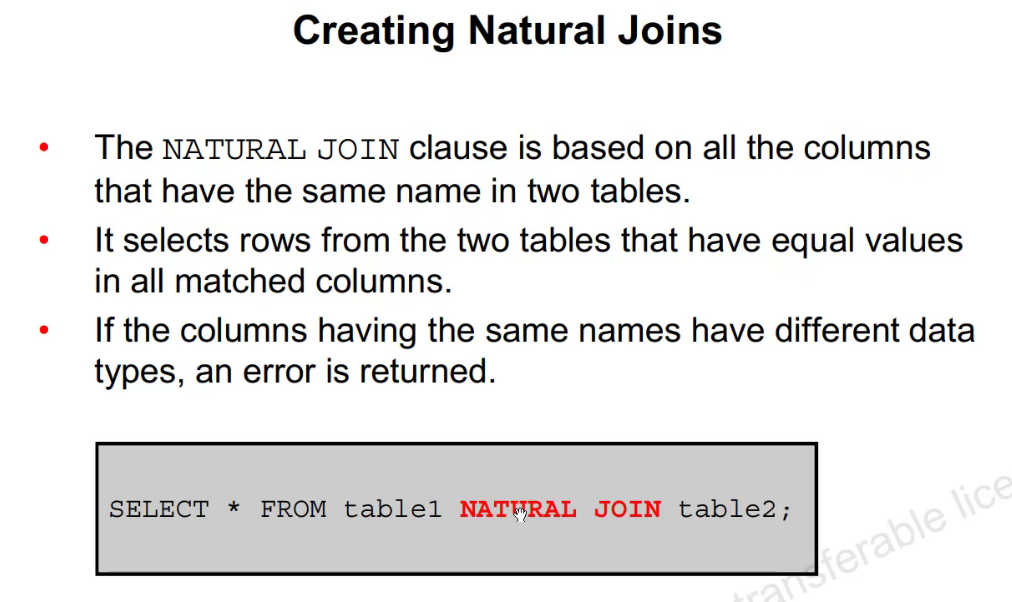 Creating Natural Joins
• The NATURAL JOIN clause is based on all the columns
that have the same name in two tables.
• It selects rows from the two tables that have equal values
in all matched columns.
• If the columns having the same names have different data
types, an error is returned.
SELECT * FROM table1 NATURAL JOIN table2;
transferable lice